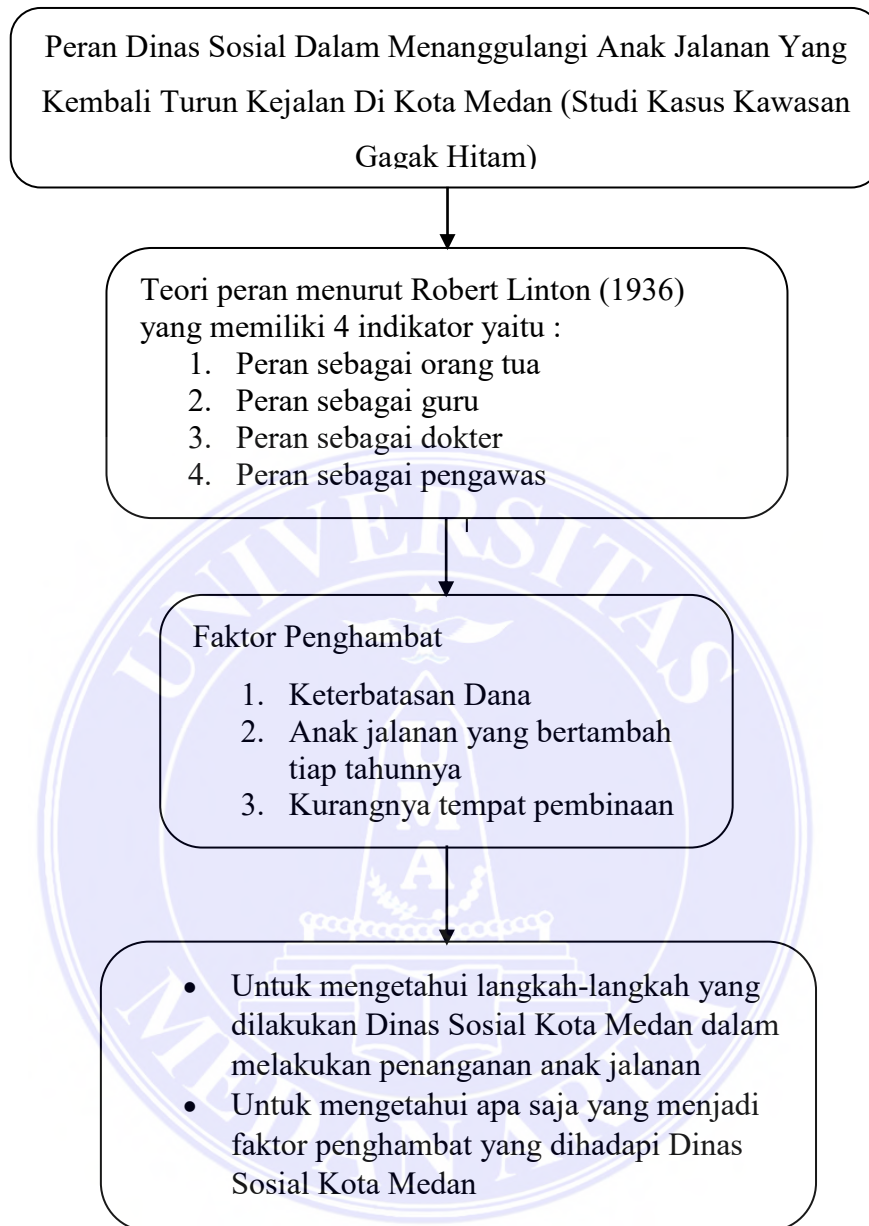 Peran Dinas Sosial Dalam Menanggulangi Anak Jalanan Yang
Kembali Turun Kejalan Di Kota Medan (Studi Kasus Kawasan
Gagak Hitam)
Teori peran menurut Robert Linton (1936)
yang memiliki 4 indikator yaitu :
1. Peran sebagai orang tua
2. Peran sebagai guru
3. Peran sebagai dokter
4. Peran sebagai pengawas
UNIVERSITAS
Faktor Penghambat
1. Keterbatasan Dana
2. Anak jalanan yang bertambah
tiap tahunnya
3. Kurangnya tempat pembinaan
U
M
A
• Untuk mengetahui langkah-langkah yang
dilakukan Dinas Sosial Kota Medan dalam
melakukan penanganan anak jalanan
• Untuk mengetahui apa saja yang menjadi
faktor penghambat yang dihadapi Dinas
Sosial Kota Medan
MEDAN AREA